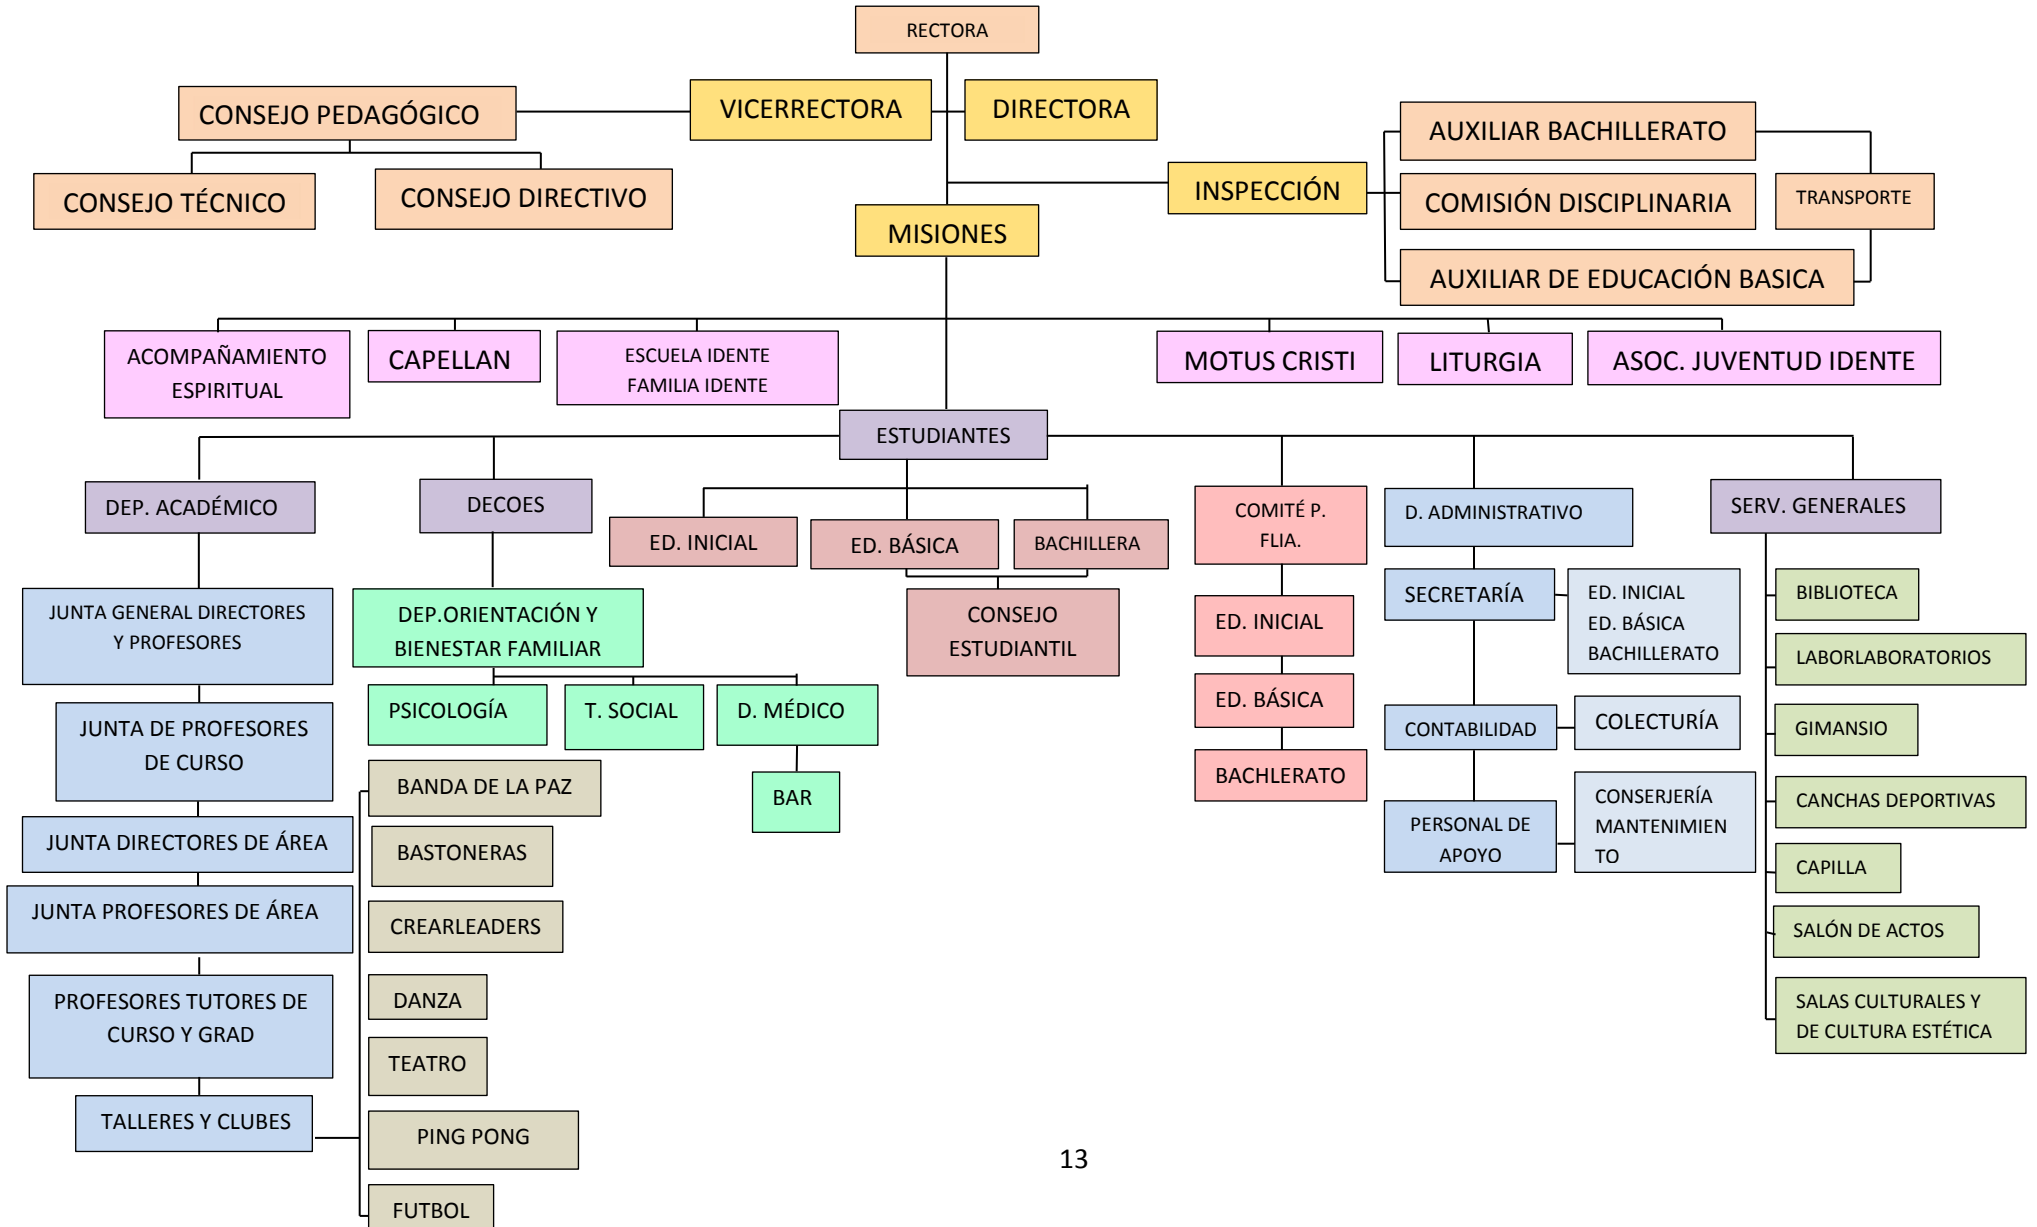 RECTORA
CONSEJO PEDAGÓGICO
VICERRECTORA
DIRECTORA
AUXILIAR BACHILLERATO
CONSEJO TÉCNICO
CONSEJO DIRECTIVO
INSPECCIÓN
COMISIÓN DISCIPLINARIA
TRANSPORTE
MISIONES
AUXILIAR DE EDUCACIÓN BASICA
ACOMPAÑAMIENTO
ESPIRITUAL
CAPELLAN
ESCUELA IDENTE
FAMILIA IDENTE
MOTUS CRISTI
LITURGIA
ASOC. JUVENTUD IDENTE
ESTUDIANTES
DEP. ACADÉMICO
DECOES
ED. INICIAL
ED. BÁSICA
BACHILLERA
COMITÉ P.
FLIA.
D. ADMINISTRATIVO
SERV. GENERALES
JUNTA GENERAL DIRECTORES
Y PROFESORES
DEP.ORIENTACIÓN Y
BIENESTAR FAMILIAR
CONSEJO
ESTUDIANTIL
ED. INICIAL
SECRETARÍA
ED. INICIAL
ED. BÁSICA
BACHILLERATO
BIBLIOTECA
LABORLABORATORIOS
JUNTA DE PROFESORES
DE CURSO
PSICOLOGÍA
T. SOCIAL
D. MÉDICO
ED. BÁSICA
CONTABILIDAD
COLECTURÍA
GIMANSIO
BANDA DE LA PAZ
BAR
BACHLERATO
PERSONAL DE
APOYO
CONSERJERÍA
MANTENIMIEN
TO
CANCHAS DEPORTIVAS
JUNTA DIRECTORES DE ÁREA
BASTONERAS
CAPILLA
JUNTA PROFESORES DE ÁREA
CREARLEADERS
SALÓN DE ACTOS
PROFESORES TUTORES DE
CURSO Y GRAD
DANZA
SALAS CULTURALES Y
DE CULTURA ESTÉTICA
TEATRO
TALLERES Y CLUBES
PING PONG
FUTBOL
13